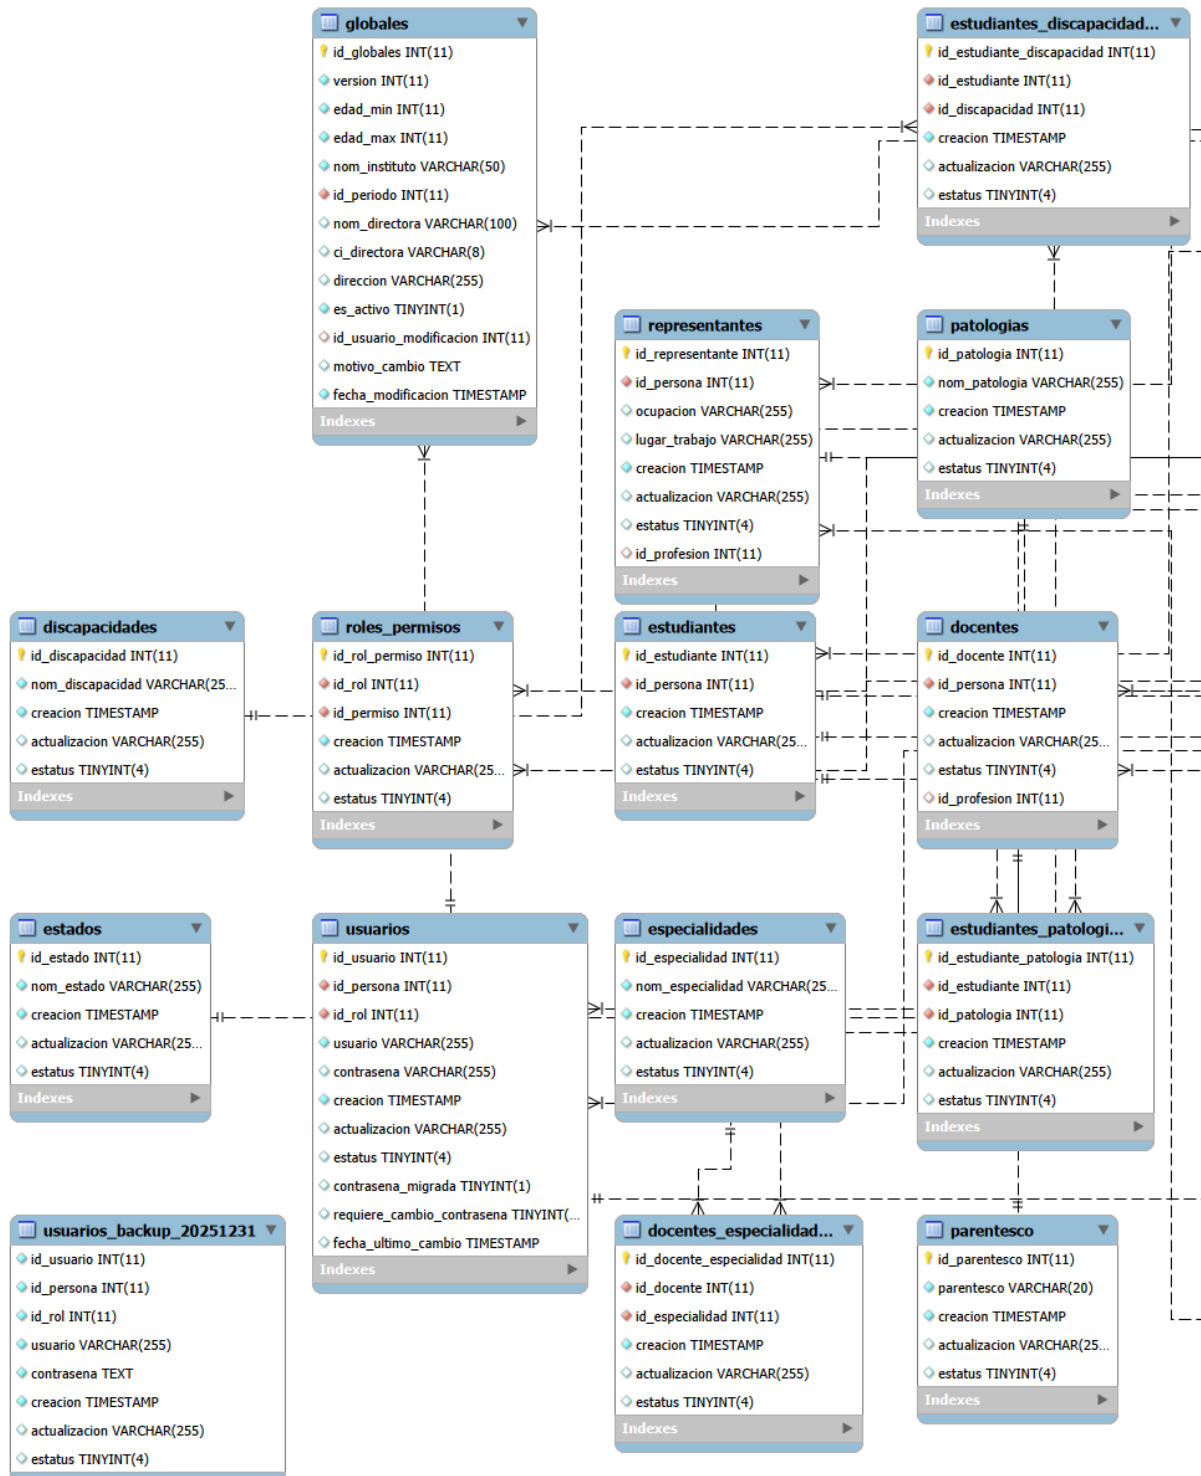 globales
id_globales INT(11)
version INT(11)
edad_min INT(11)
edad_max INT(11)
nom_instituto VARCHAR(50)
id_periodo INT(11)
nom_directora VARCHAR(100)
ci_directora VARCHAR(8)
direccion VARCHAR(255)
es_activo TINYINT(1)
id_usuario_modificacion INT(11)
motivo_cambio TEXT
fecha_modificacion TIMESTAMP
Indexes
estudiantes_discapacidad...
id_estudiante_discapacidad INT(11)
id_estudiante INT(11)
id_discapacidad INT(11)
creacion TIMESTAMP
actualizacion VARCHAR(255)
estatus TINYINT(4)
Indexes
representantes
id_representante INT(11)
id_persona INT(11)
ocupacion VARCHAR(255)
lugar_trabajo VARCHAR(255)
creacion TIMESTAMP
actualizacion VARCHAR(255)
estatus TINYINT(4)
id_profesion INT(11)
Indexes
patologias
id_patologia INT(11)
nom_patologia VARCHAR(255)
creacion TIMESTAMP
actualizacion VARCHAR(255)
estatus TINYINT(4)
Indexes
discapacidades
id_discapacidad INT(11)
nom_discapacidad VARCHAR(25...
creacion TIMESTAMP
actualizacion VARCHAR(255)
estatus TINYINT(4)
Indexes
roles_permisos
id_rol_permiso INT(11)
id_rol INT(11)
id_permiso INT(11)
creacion TIMESTAMP
actualizacion VARCHAR(25...
estatus TINYINT(4)
Indexes
estudiantes
id_estudiante INT(11)
id_persona INT(11)
creacion TIMESTAMP
actualizacion VARCHAR(25...
estatus TINYINT(4)
Indexes
docentes
id_docente INT(11)
id_persona INT(11)
creacion TIMESTAMP
actualizacion VARCHAR(25...
estatus TINYINT(4)
id_profesion INT(11)
Indexes
estados
id_estado INT(11)
nom_estado VARCHAR(255)
creacion TIMESTAMP
actualizacion VARCHAR(25...
estatus TINYINT(4)
Indexes
usuarios
id_usuario INT(11)
id_persona INT(11)
id_rol INT(11)
usuario VARCHAR(255)
contrasena VARCHAR(255)
creacion TIMESTAMP
actualizacion VARCHAR(255)
estatus TINYINT(4)
contrasena_migrada TINYINT(1)
requiere_cambio_contrasena TINYINT(...
fecha_ultimo_cambio TIMESTAMP
Indexes
especialidades
id_especialidad INT(11)
nom_especialidad VARCHAR(25...
creacion TIMESTAMP
actualizacion VARCHAR(255)
estatus TINYINT(4)
Indexes
estudiantes_patologi...
id_estudiante_patologia INT(11)
id_estudiante INT(11)
id_patologia INT(11)
creacion TIMESTAMP
actualizacion VARCHAR(255)
estatus TINYINT(4)
Indexes
usuarios_backup_20251231
id_usuario INT(11)
id_persona INT(11)
id_rol INT(11)
usuario VARCHAR(255)
contrasena TEXT
creacion TIMESTAMP
actualizacion VARCHAR(255)
estatus TINYINT(4)
docentes_especialidad...
id_docente_especialidad INT(11)
id_docente INT(11)
id_especialidad INT(11)
creacion TIMESTAMP
actualizacion VARCHAR(255)
estatus TINYINT(4)
Indexes
parentesco
id_parentesco INT(11)
parentesco VARCHAR(20)
creacion TIMESTAMP
actualizacion VARCHAR(25...
estatus TINYINT(4)
Indexes